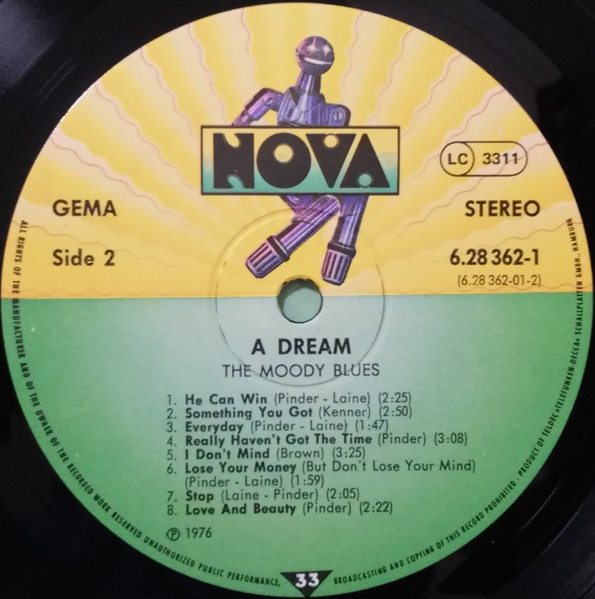 NOVA
LC 3311
GEMA
STEREO
Side 2
6.28 362-1
(6.28 362-01-2)
A DREAM
THE MOODY BLUES
1. He Can Win (Pinder - Laine) (2:25)
2. Something You Got (Kenner) (2:50)
3. Everyday (Pinder - Laine) (1:47)
4. Really Haven't Got The Time (Pinder) (3:08)
5. I Don't Mind (Brown) (3:25)
6. Lose Your Money (But Don't Lose Your Mind)
(Pinder - Laine) (1:59)
7. Stop (Laine - Pinder) (2:05)
8. Love And Beauty (Pinder) (2:22)
℗ 1976
33
ALL RIGHTS OF THE MANUFACTURER AND OF THE OWNER OF THE RECORDED WORK RESERVED UNAUTHORIZED PUBLIC PERFORMANCE, BROADCASTING AND COPYING OF THIS RECORD PROHIBITED. PRODUCT OF TELDEC »TELEFUNKEN-DECCA« SCHALLPLATTEN GMBH., HAMBURG